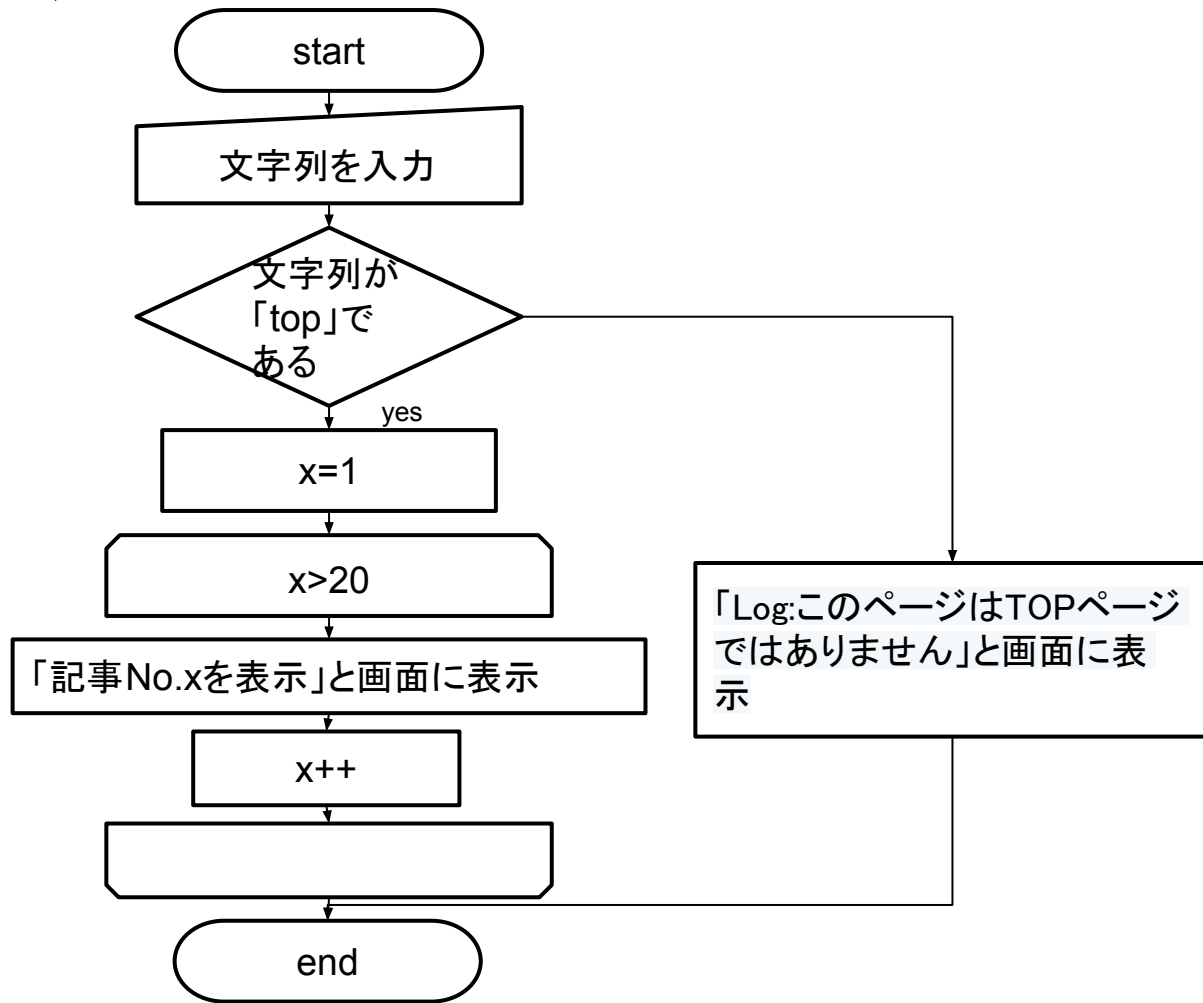 start
文字列を入力
文字列が
「top」で
ある
yes
x=1
x>20
「記事No.xを表示」と画面に表示
x++
「Log:このページはTOPページ
ではありません」と画面に表
示
end